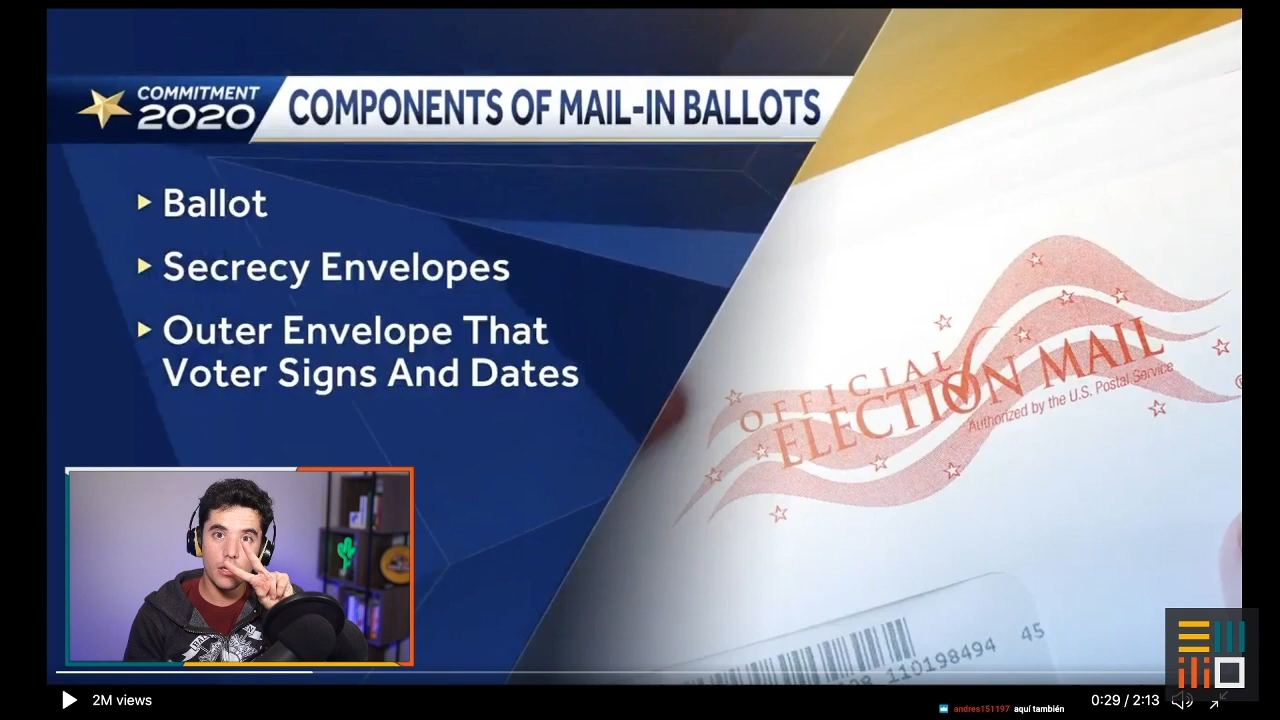 COMMITMENT
2020
COMPONENTS OF MAIL-IN BALLOTS
Ballot
Secrecy Envelopes
Outer Envelope That
Voter Signs And Dates
OFFICIAL
ELECTION MAIL
Authorized by the U.S. Postal Service
110198494 45
2M views
andres151197 aquí también
0:29 / 2:13